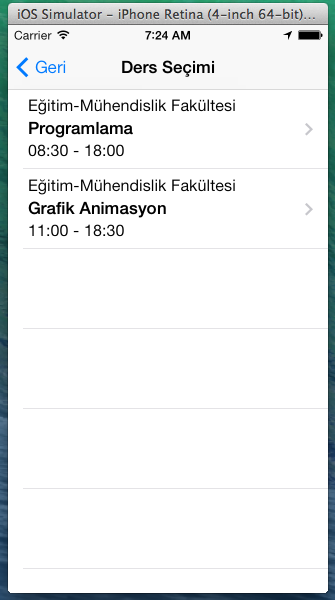 iOS Simulator – iPhone Retina (4-inch 64-bit)...
Carrier 7:24 AM
Geri Ders Seçimi
Eğitim-Mühendislik Fakültesi
Programlama
08:30 - 18:00
Eğitim-Mühendislik Fakültesi
Grafik Animasyon
11:00 - 18:30